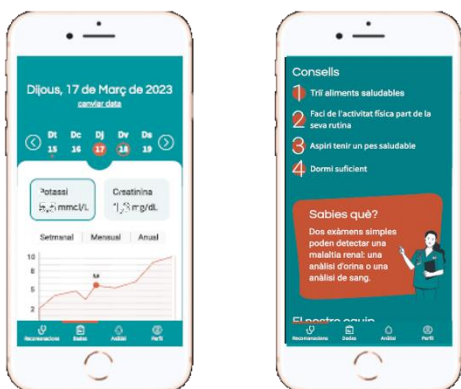 Dijous, 17 de Març de 2023
canviar data
Dt Dc Dj Dv Ds
15 16 17 18 19
Potassi
mmol/L
Creatinina
mg/dL
Setmanal Mensual Anual
10
8
5
2
Recomanacions Dades Anàlisi Perfil
Consells
1 Triï aliments saludables
2 Faci de l'activitat física part de la
seva rutina
3 Aspiri tenir un pes saludable
4 Dormi suficient
Sabies què?
Dos exàmens simples
poden detectar una
malaltia renal: una
anàlisi d'orina o una
anàlisi de sang.
El nostre equip
Recomanacions Dades Anàlisi Perfil